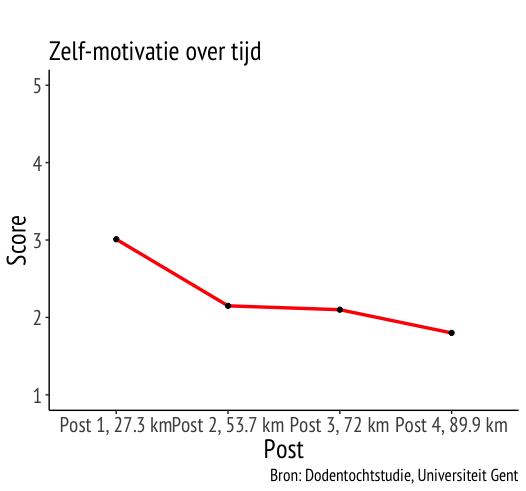 Zelf-motivatie over tijd
5
4
3
2
1
Score
Post 1, 27.3 km Post 2, 53.7 km Post 3, 72 km Post 4, 89.9 km
Post
Bron: Dodentochtstudie, Universiteit Gent